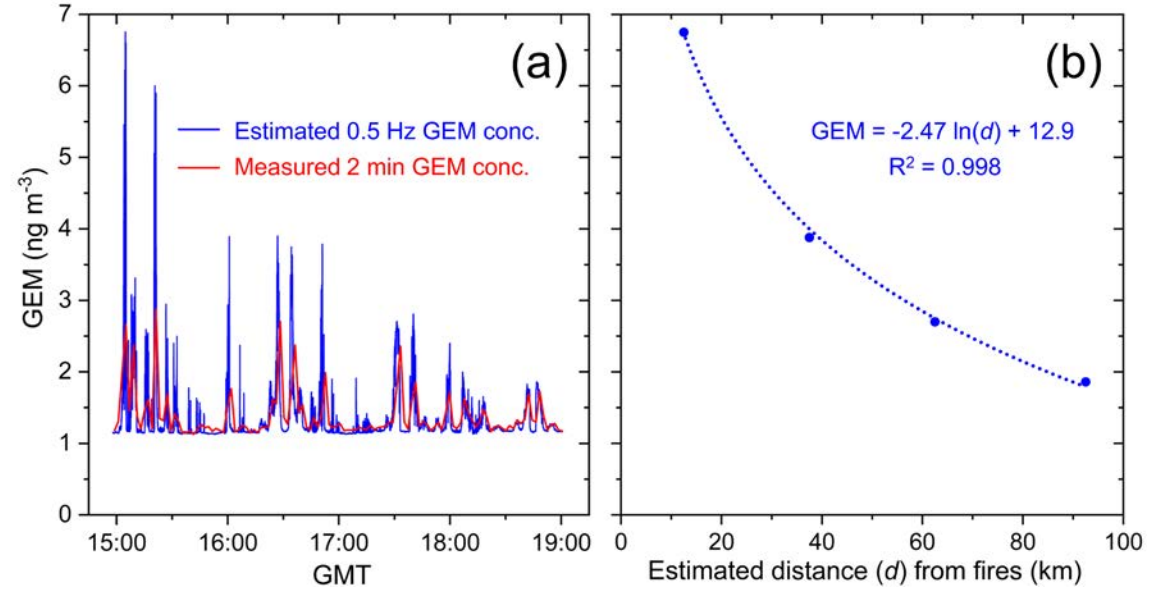 7
6
5
4
3
2
1
0
GEM (ng m⁻³)
(a)
Estimated 0.5 Hz GEM conc.
Measured 2 min GEM conc.
15:00 16:00 17:00 18:00 19:00
GMT
(b)
GEM = -2.47 ln(d) + 12.9
R² = 0.998
0 20 40 60 80 100
Estimated distance (d) from fires (km)